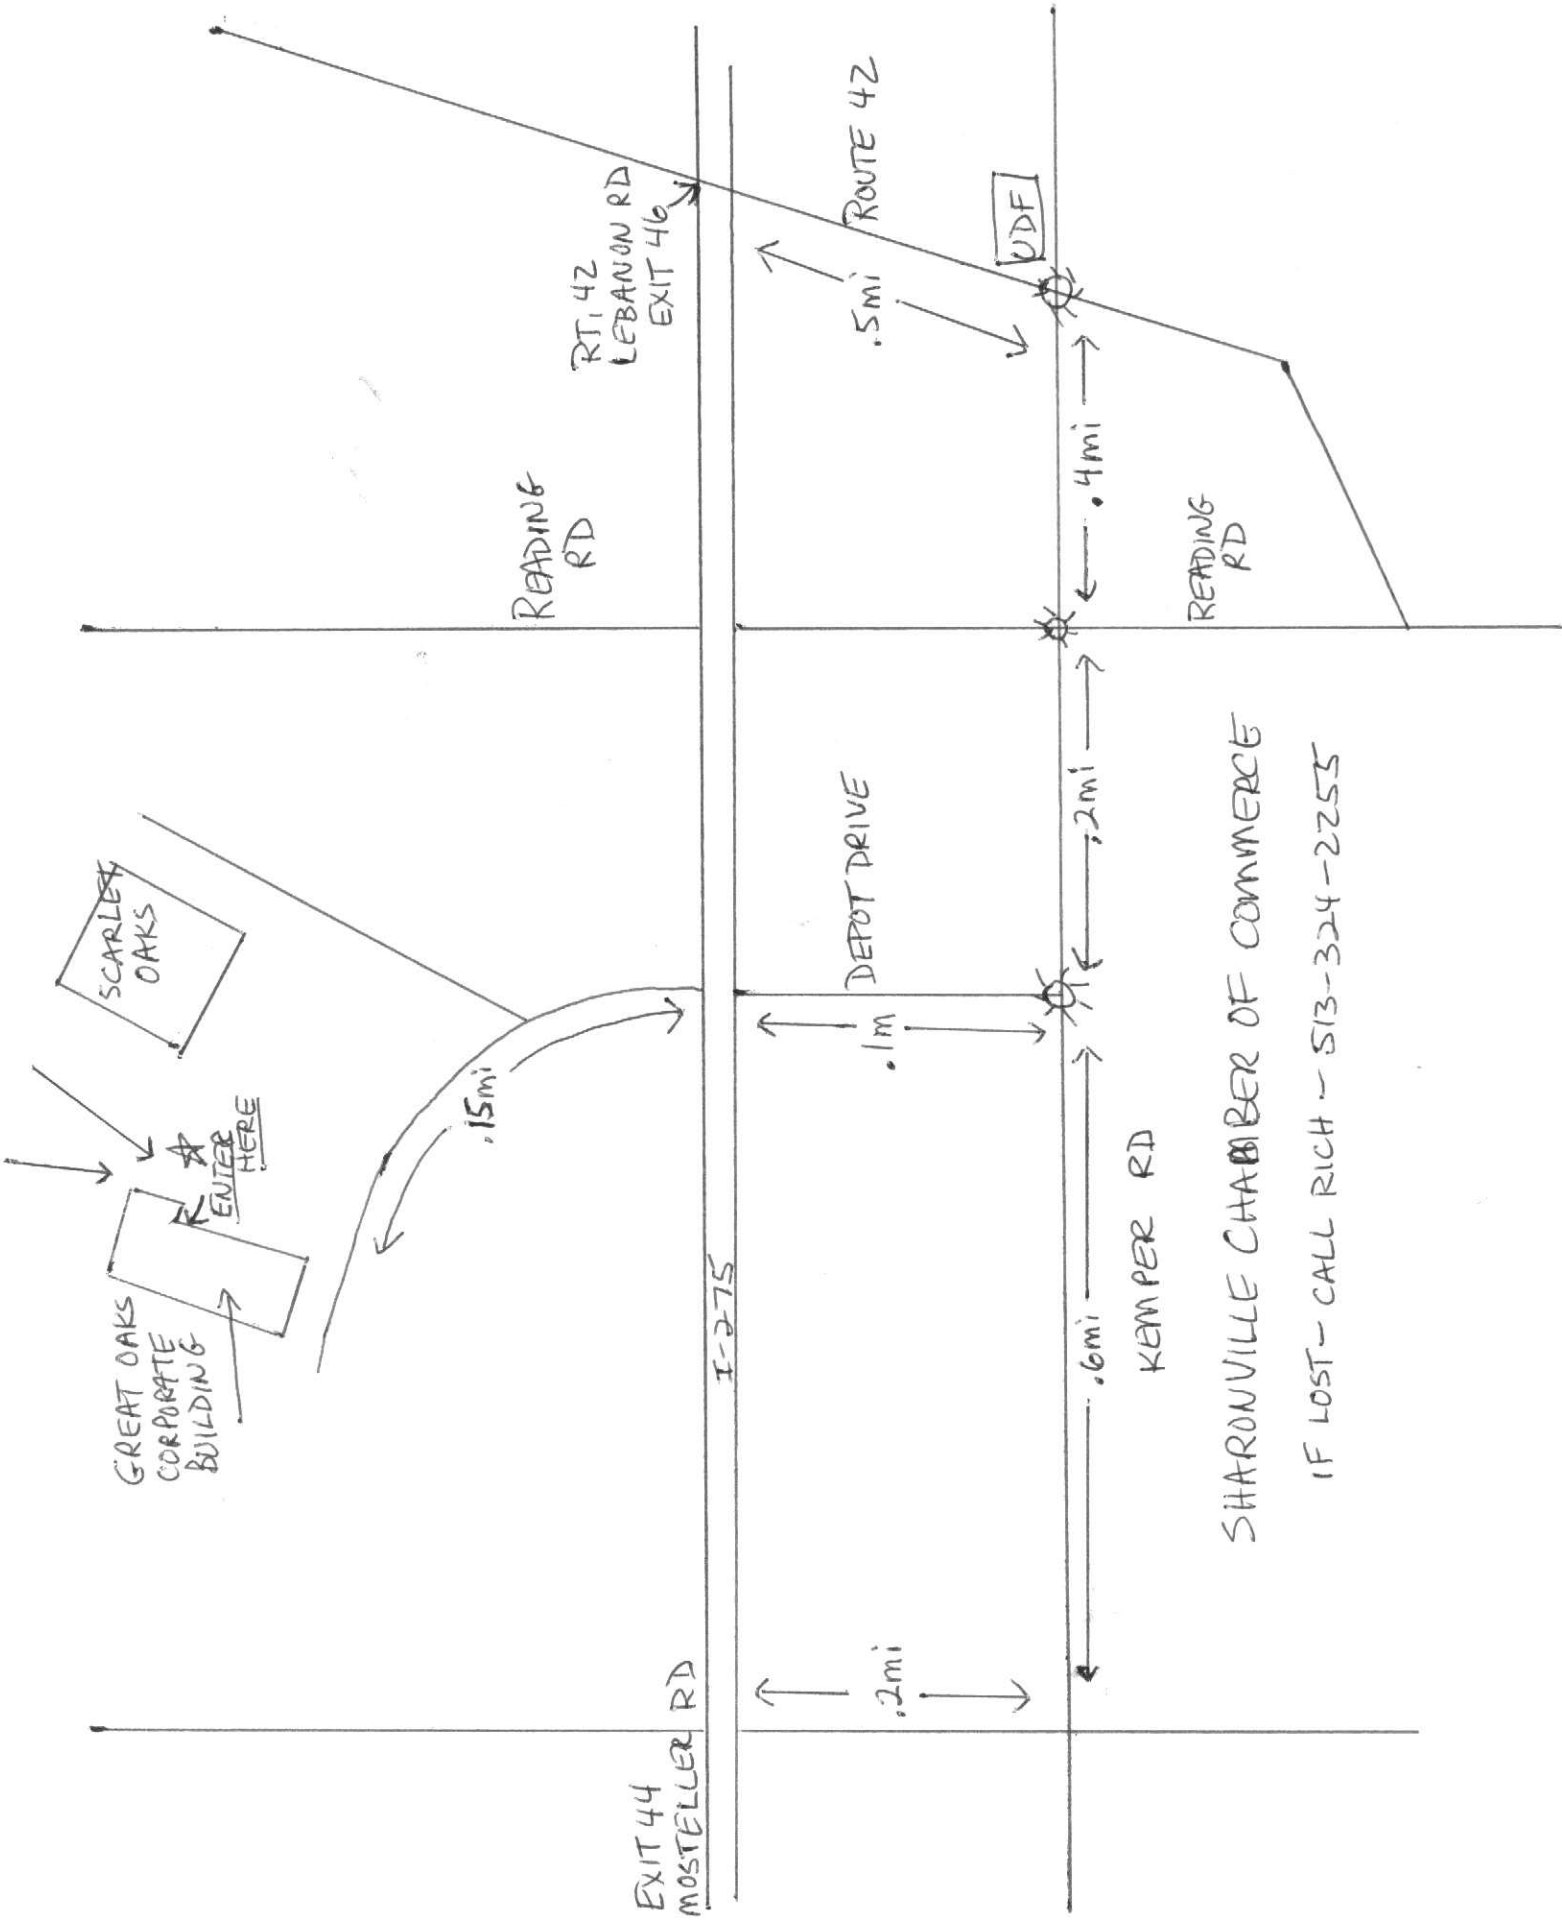 GREAT OAKS
CORPORATE
BUILDING
ENTER
HERE
SCARLET
OAKS
.15mi
READING
RD
RT. 42
LEBANON RD
EXIT 46
EXIT 44
MOSTELLER RD
I-275
.2mi
.1m
DEPOT DRIVE
.5mi
ROUTE 42
UDF
.6mi
.2mi
.4mi
KEMPER RD
READING
RD
SHARONVILLE CHAMBER OF COMMERCE
IF LOST - CALL RICH - 513-324-2255